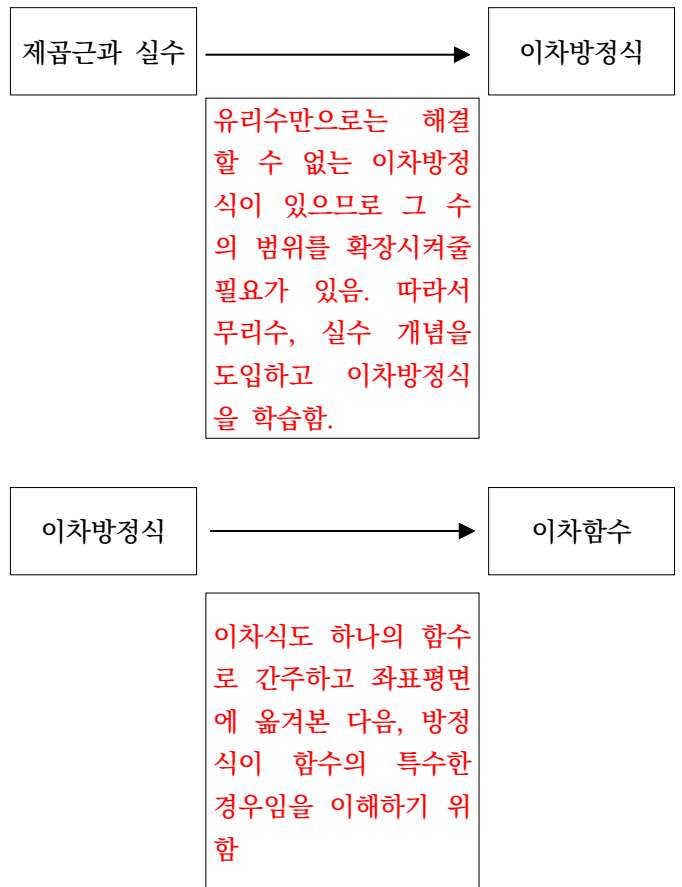 제곱근과 실수
이차방정식
유리수만으로는 해결
할 수 없는 이차방정
식이 있으므로 그 수
의 범위를 확장시켜줄
필요가 있음. 따라서
무리수, 실수 개념을
도입하고 이차방정식
을 학습함.
이차방정식
이차함수
이차식도 하나의 함수
로 간주하고 좌표평면
에 옮겨본 다음, 방정
식이 함수의 특수한
경우임을 이해하기 위
함